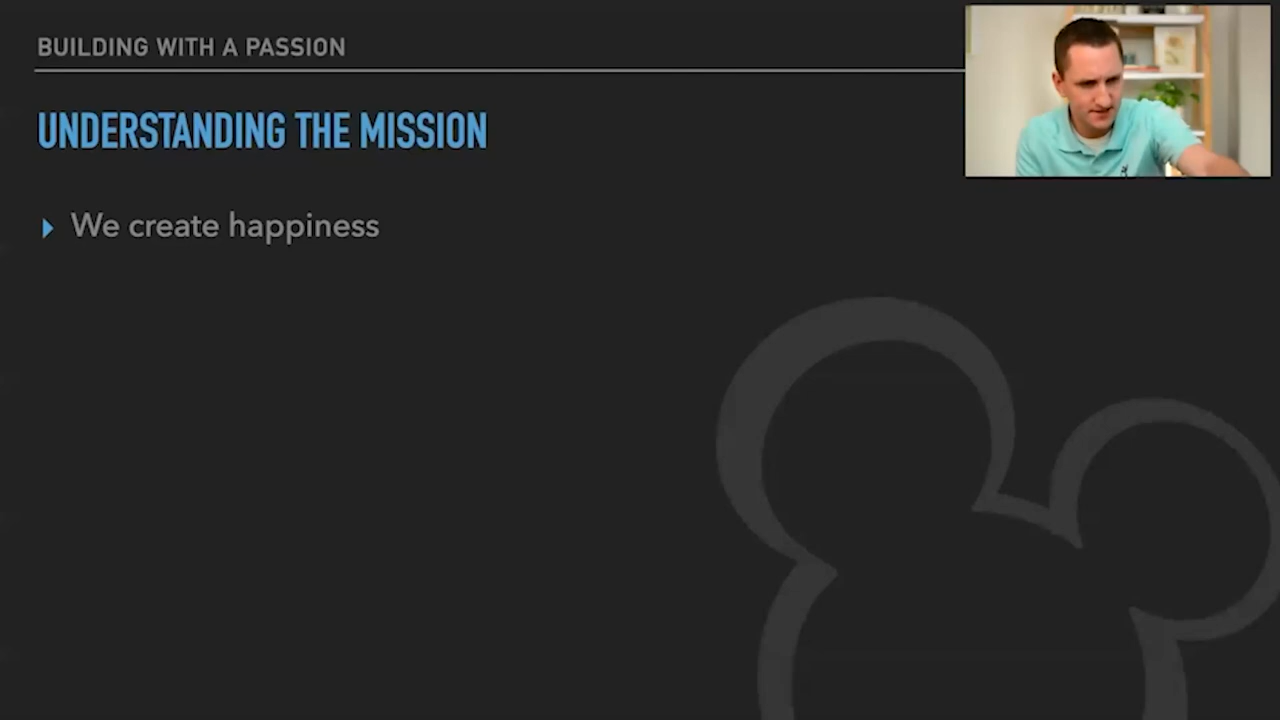 BUILDING WITH A PASSION
UNDERSTANDING THE MISSION
We create happiness